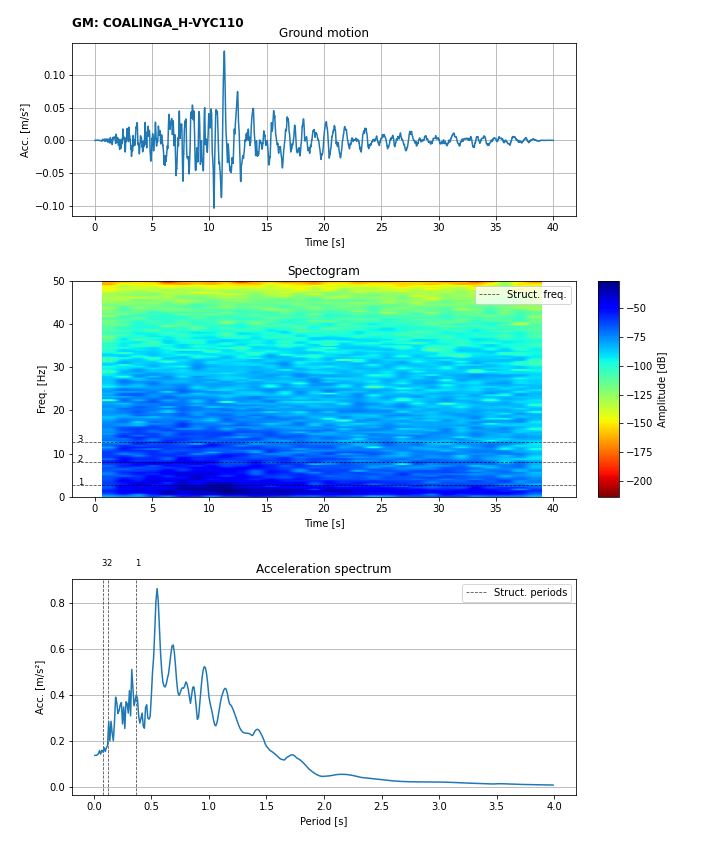 GM: COALINGA_H-VYC110
Ground motion
0.10
0.05
0.00
−0.05
−0.10
Acc. [m/s²]
0 5 10 15 20 25 30 35 40
Time [s]
Spectogram
50
40
30
20
10
0
Freq. [Hz]
Struct. freq.
3
2
1
0 5 10 15 20 25 30 35 40
Time [s]
−50
−75
−100
−125
−150
−175
−200
Amplitude [dB]
32 1
Acceleration spectrum
0.8
0.6
0.4
0.2
0.0
Acc. [m/s²]
Struct. periods
0.0 0.5 1.0 1.5 2.0 2.5 3.0 3.5 4.0
Period [s]